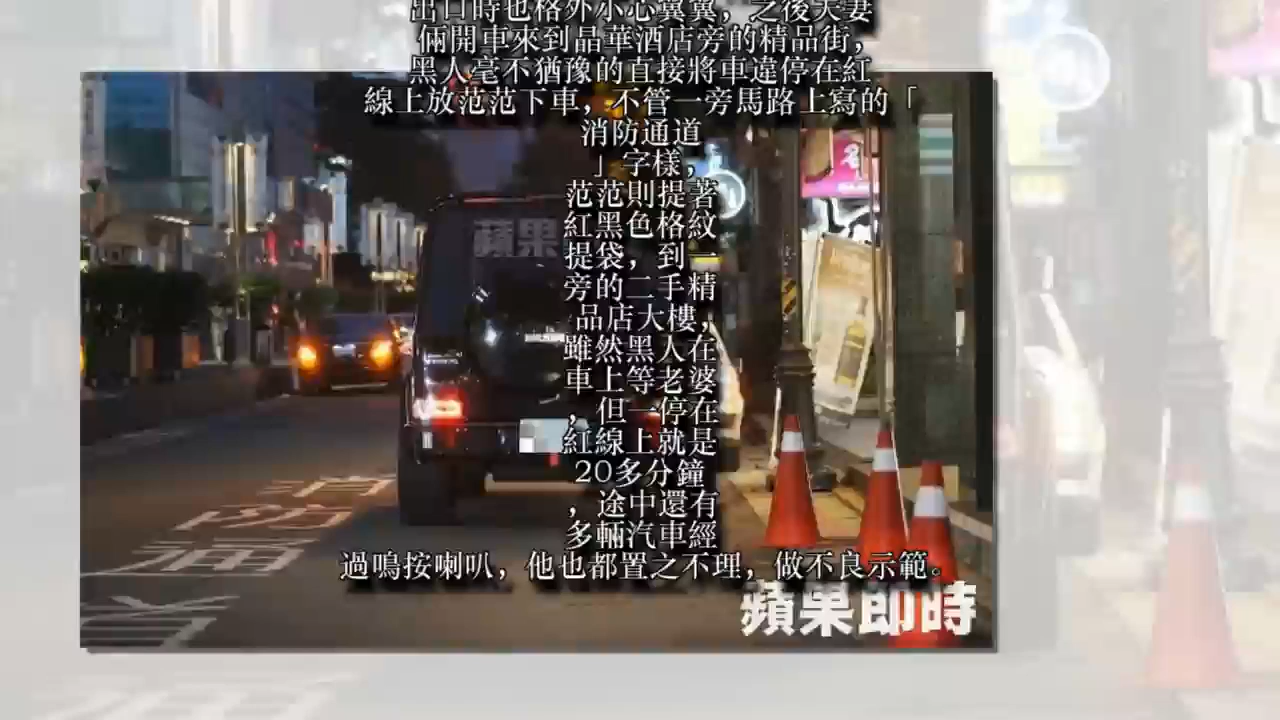 出口時也格外小心翼翼，之後夫妻
倆開車來到晶華酒店旁的精品街，
黑人毫不猶豫的直接將車違停在紅
線上放范范下車，不管一旁馬路上寫的「
消防通道
」字樣，
范范則提著
紅黑色格紋
提袋，到一
旁的二手精
品店大樓，
雖然黑人在
車上等老婆
，但一停在
紅線上就是
20多分鐘
，途中還有
多輛汽車經
過鳴按喇叭，他也都置之不理，做不良示範。
蘋果
消
防
通
道
蘋果即時